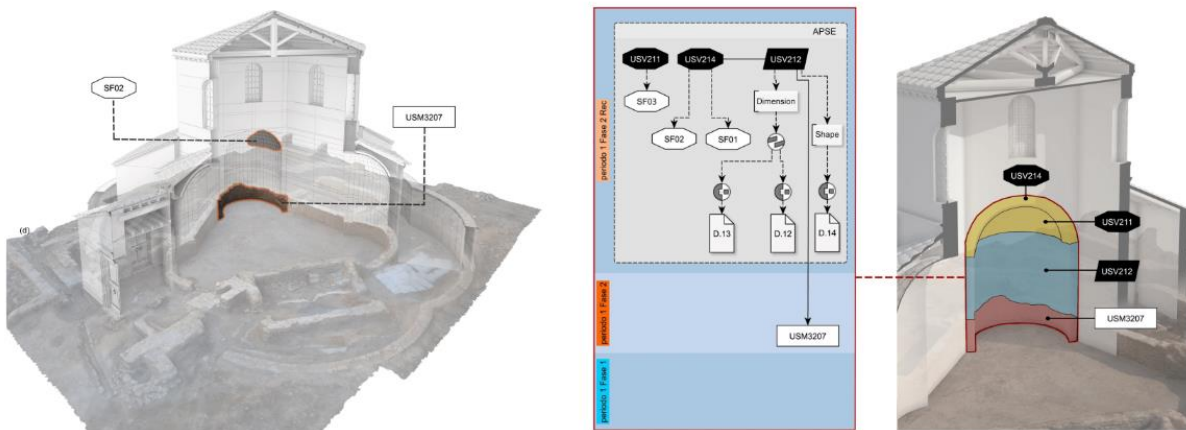 SF02
USM3207
(d)
APSE
USV211
USV214
USV212
SF03
Dimension
SF02
SF01
Shape
D.13
D.12
D.14
periodo 1 Fase 2 Rec
periodo 1 Fase 2
USM3207
periodo 1 Fase 1
USV214
USV211
USV212
USM3207